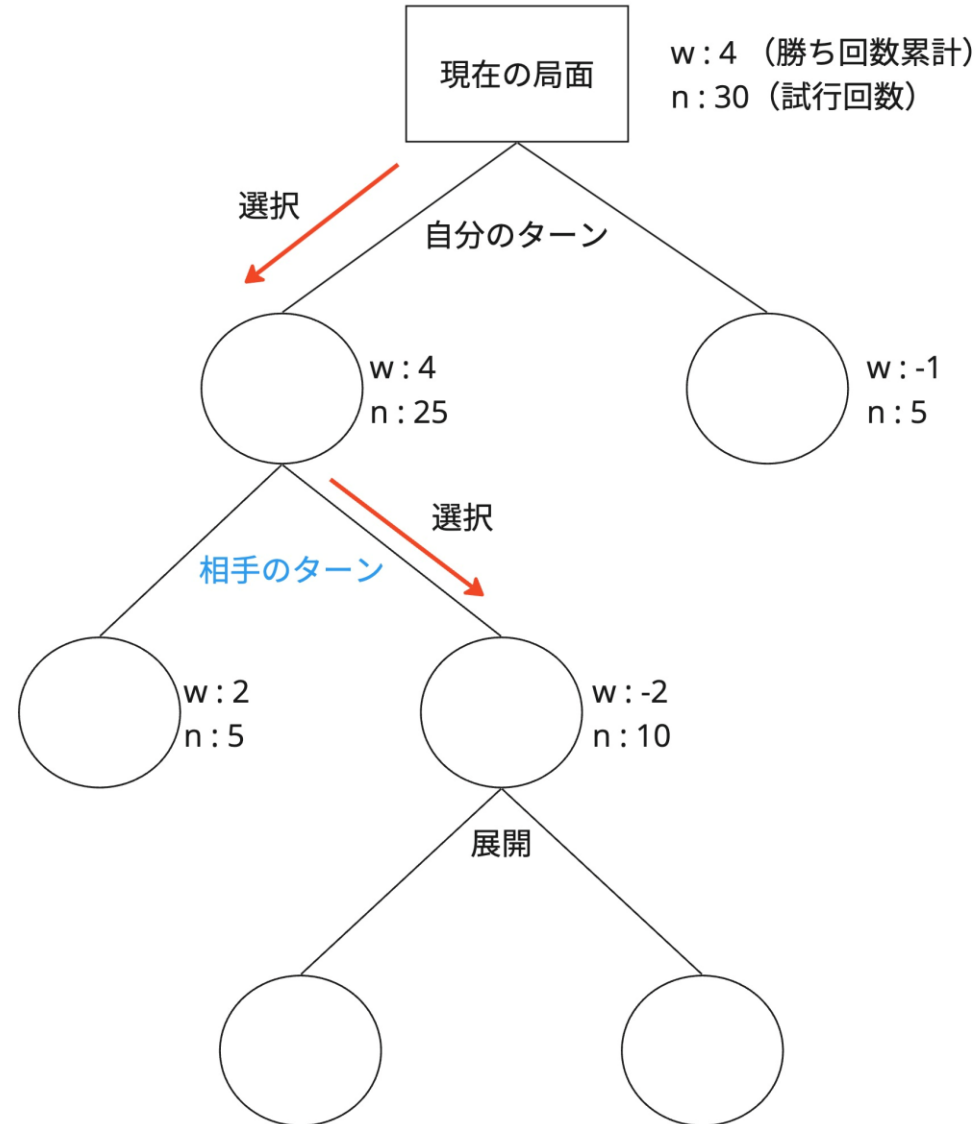 現在の局面
w : 4 （勝ち回数累計）
n : 30（試行回数）
選択
自分のターン
w : 4
n : 25
w : -1
n : 5
選択
相手のターン
w : 2
n : 5
w : -2
n : 10
展開